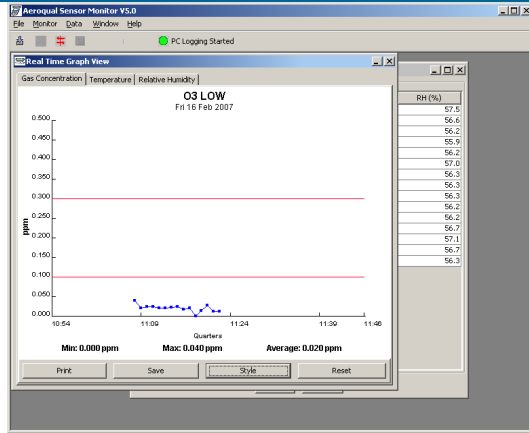 Aeroqual Sensor Monitor V5.0
File Monitor Data Window Help
PC Logging Started
Real Time Graph View
Gas Concentration Temperature Relative Humidity
O3 LOW
Fri 16 Feb 2007
0.500
0.450
0.400
0.350
0.300
0.250
0.200
0.150
0.100
0.050
0.000
ppm
10:54 11:09 11:24 11:39 11:46
Quarters
Min: 0.000 ppm Max: 0.040 ppm Average: 0.020 ppm
Print Save Style Reset
RH (%)
57.5
56.6
56.2
55.9
56.2
57.0
56.3
56.3
56.3
56.2
56.2
56.7
57.1
56.7
56.3